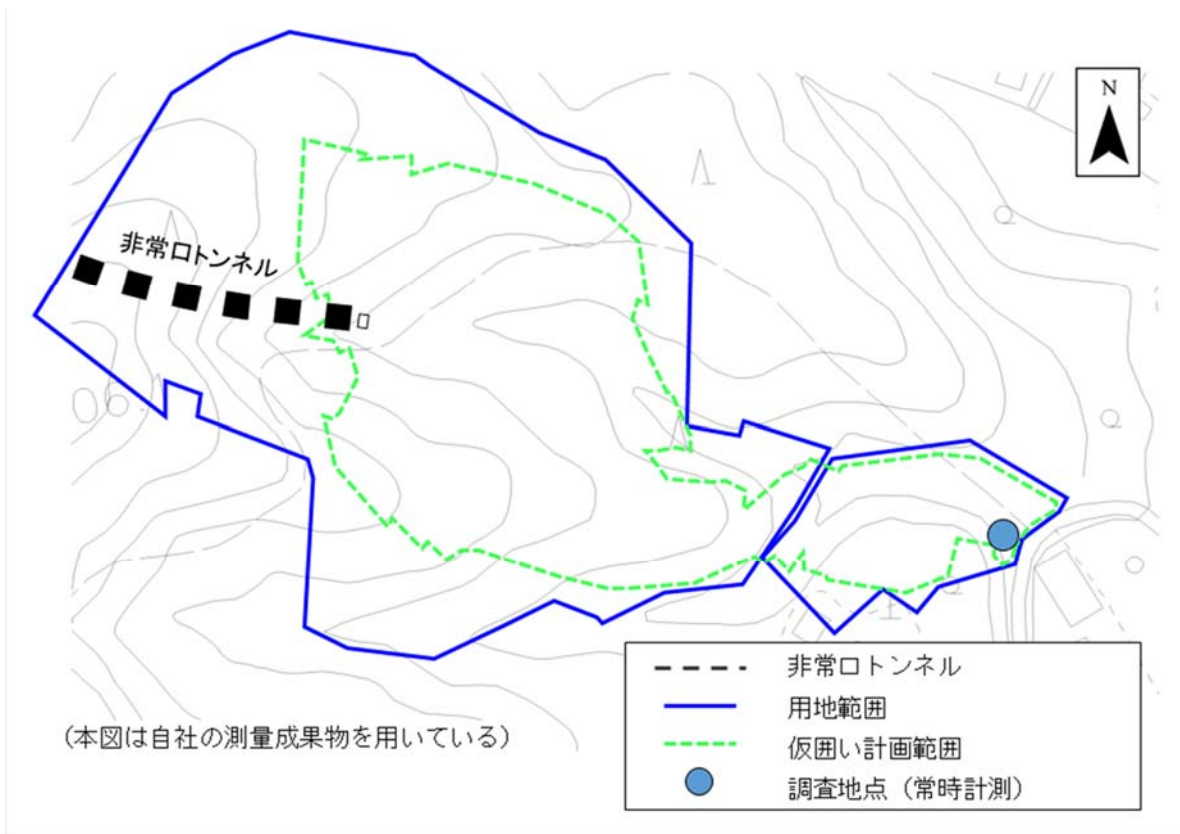 N
非常口トンネル
非常口トンネル
用地範囲
仮囲い計画範囲
調査地点（常時計測）
（本図は自社の測量成果物を用いている）